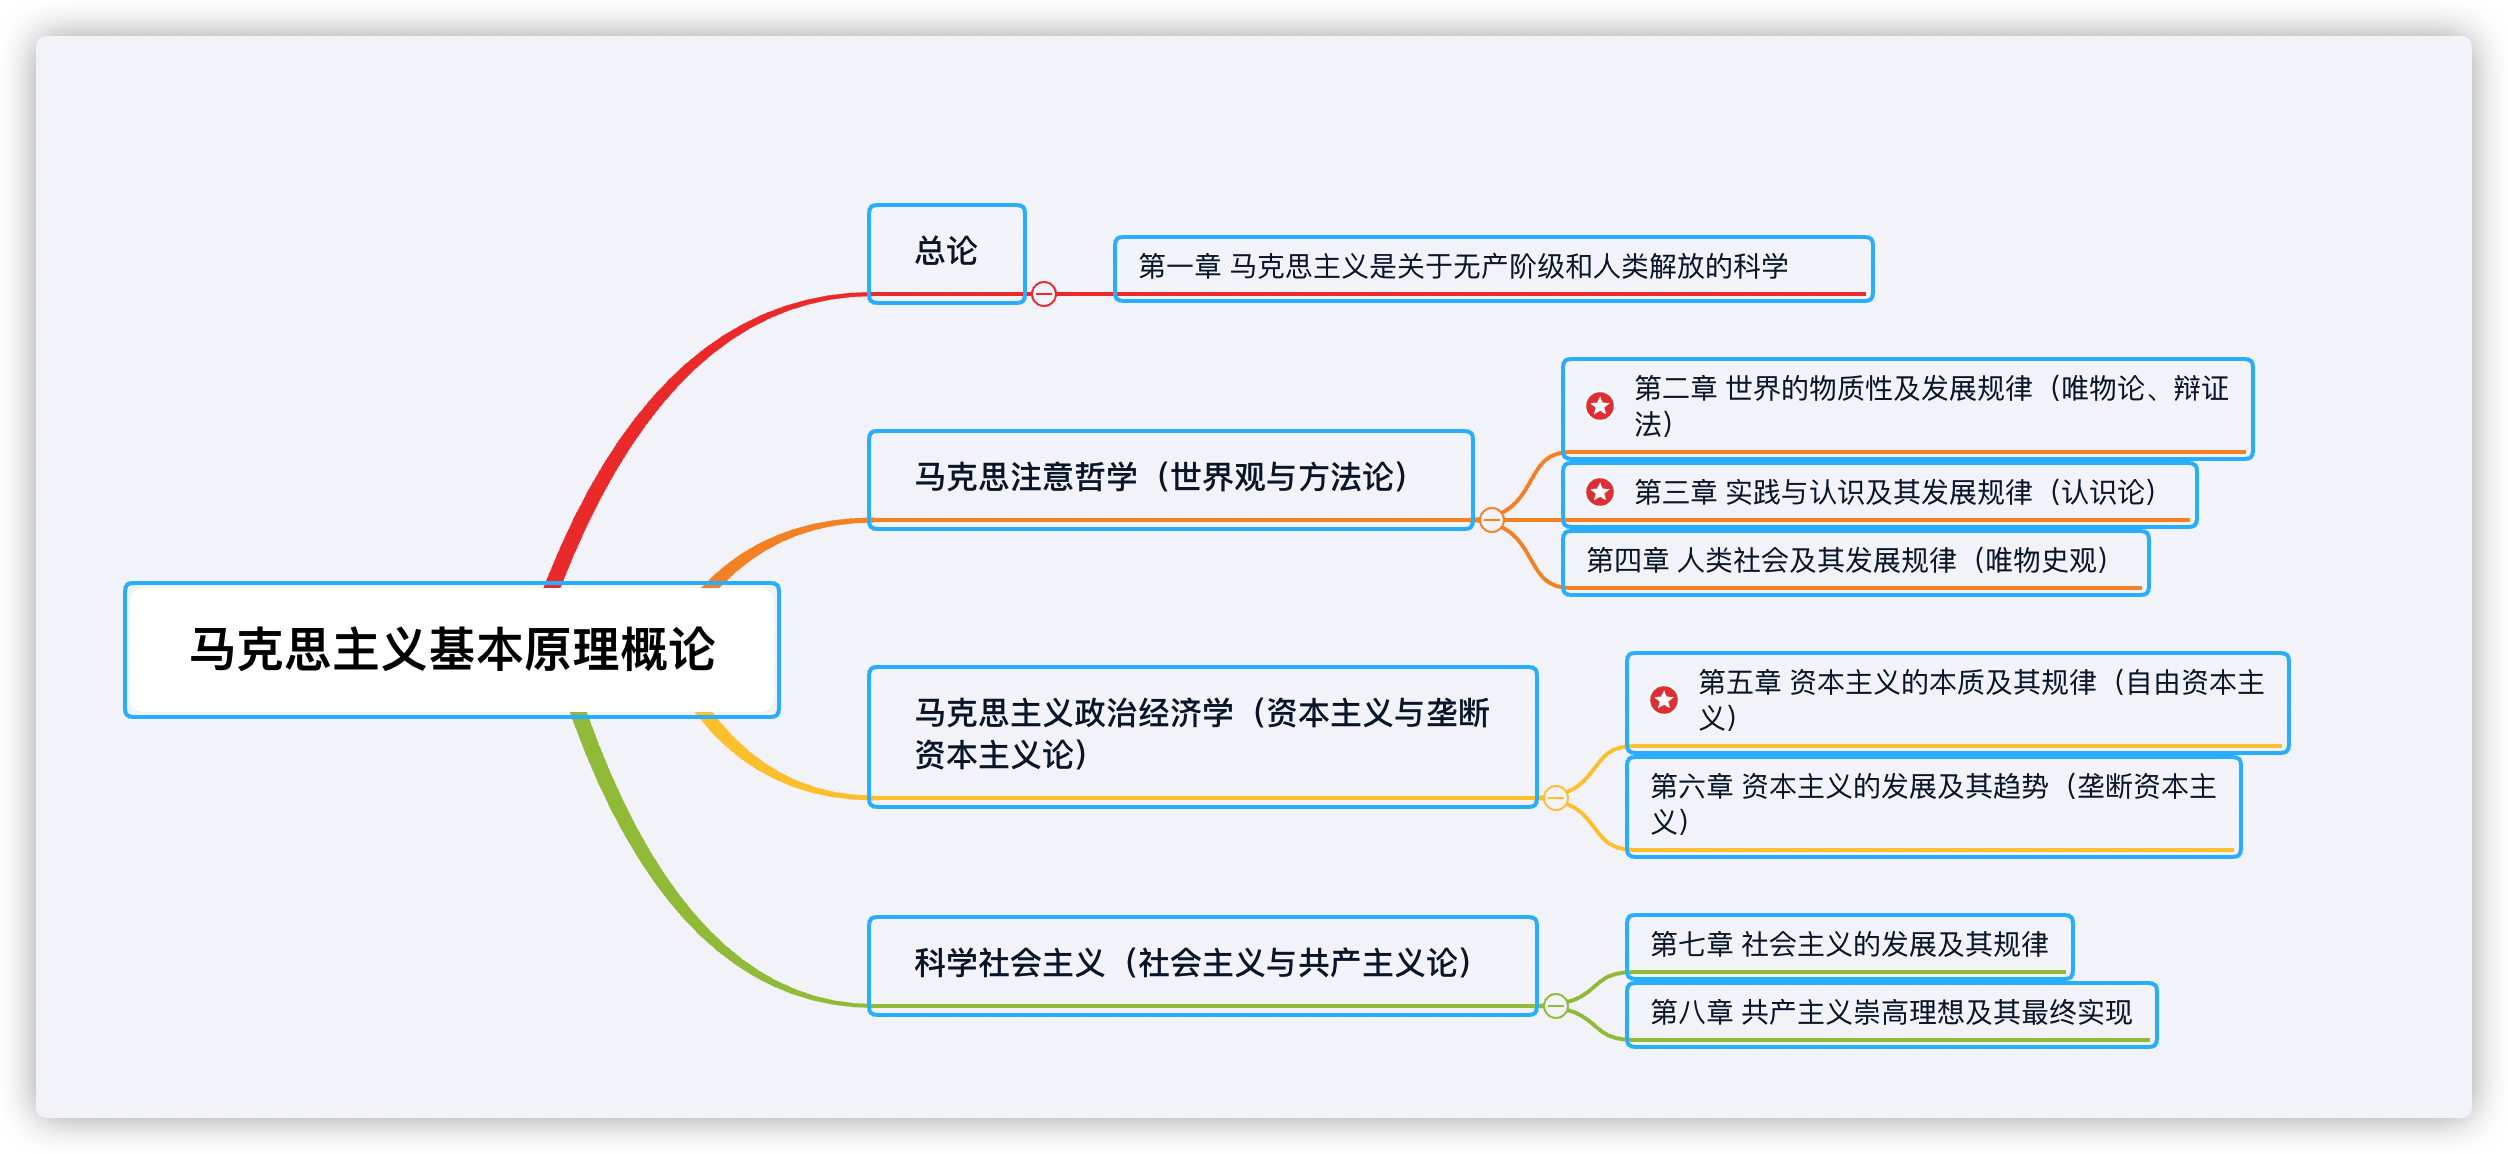 马克思主义基本原理概论
总论
第一章 马克思主义是关于无产阶级和人类解放的科学
马克思注意哲学（世界观与方法论）
第二章 世界的物质性及发展规律（唯物论、辩证
法）
第三章 实践与认识及其发展规律（认识论）
第四章 人类社会及其发展规律（唯物史观）
马克思主义政治经济学（资本主义与垄断
资本主义论）
第五章 资本主义的本质及其规律（自由资本主
义）
第六章 资本主义的发展及其趋势（垄断资本主
义）
科学社会主义（社会主义与共产主义论）
第七章 社会主义的发展及其规律
第八章 共产主义崇高理想及其最终实现